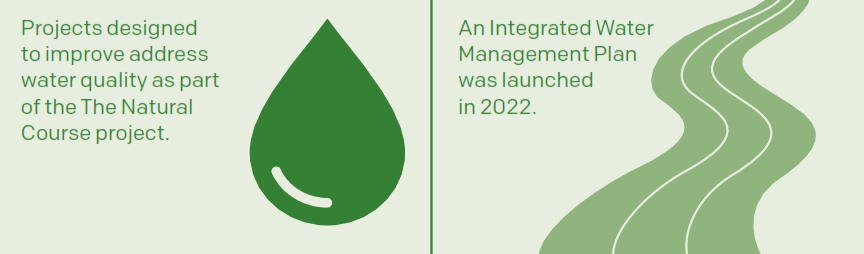 Projects designed
to improve address
water quality as part
of the The Natural
Course project.
An Integrated Water
Management Plan
was launched
in 2022.